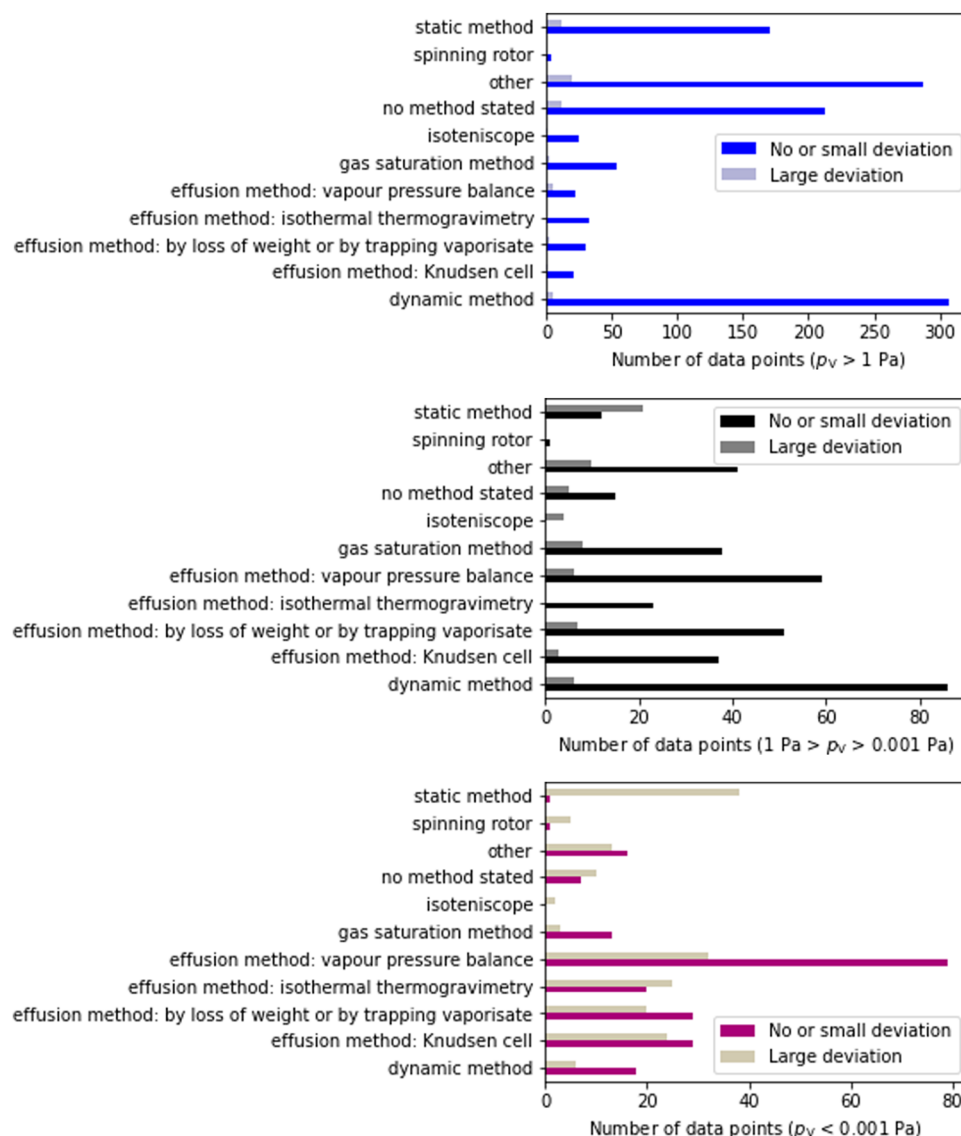 static method
spinning rotor
other
no method stated
isoteniscope
gas saturation method
effusion method: vapour pressure balance
effusion method: isothermal thermogravimetry
effusion method: by loss of weight or by trapping vaporisate
effusion method: Knudsen cell
dynamic method
No or small deviation
Large deviation
0 50 100 150 200 250 300
Number of data points (pV > 1 Pa)
static method
spinning rotor
other
no method stated
isoteniscope
gas saturation method
effusion method: vapour pressure balance
effusion method: isothermal thermogravimetry
effusion method: by loss of weight or by trapping vaporisate
effusion method: Knudsen cell
dynamic method
No or small deviation
Large deviation
0 20 40 60 80
Number of data points (1 Pa > pV > 0.001 Pa)
static method
spinning rotor
other
no method stated
isoteniscope
gas saturation method
effusion method: vapour pressure balance
effusion method: isothermal thermogravimetry
effusion method: by loss of weight or by trapping vaporisate
effusion method: Knudsen cell
dynamic method
No or small deviation
Large deviation
0 20 40 60 80
Number of data points (pV < 0.001 Pa)